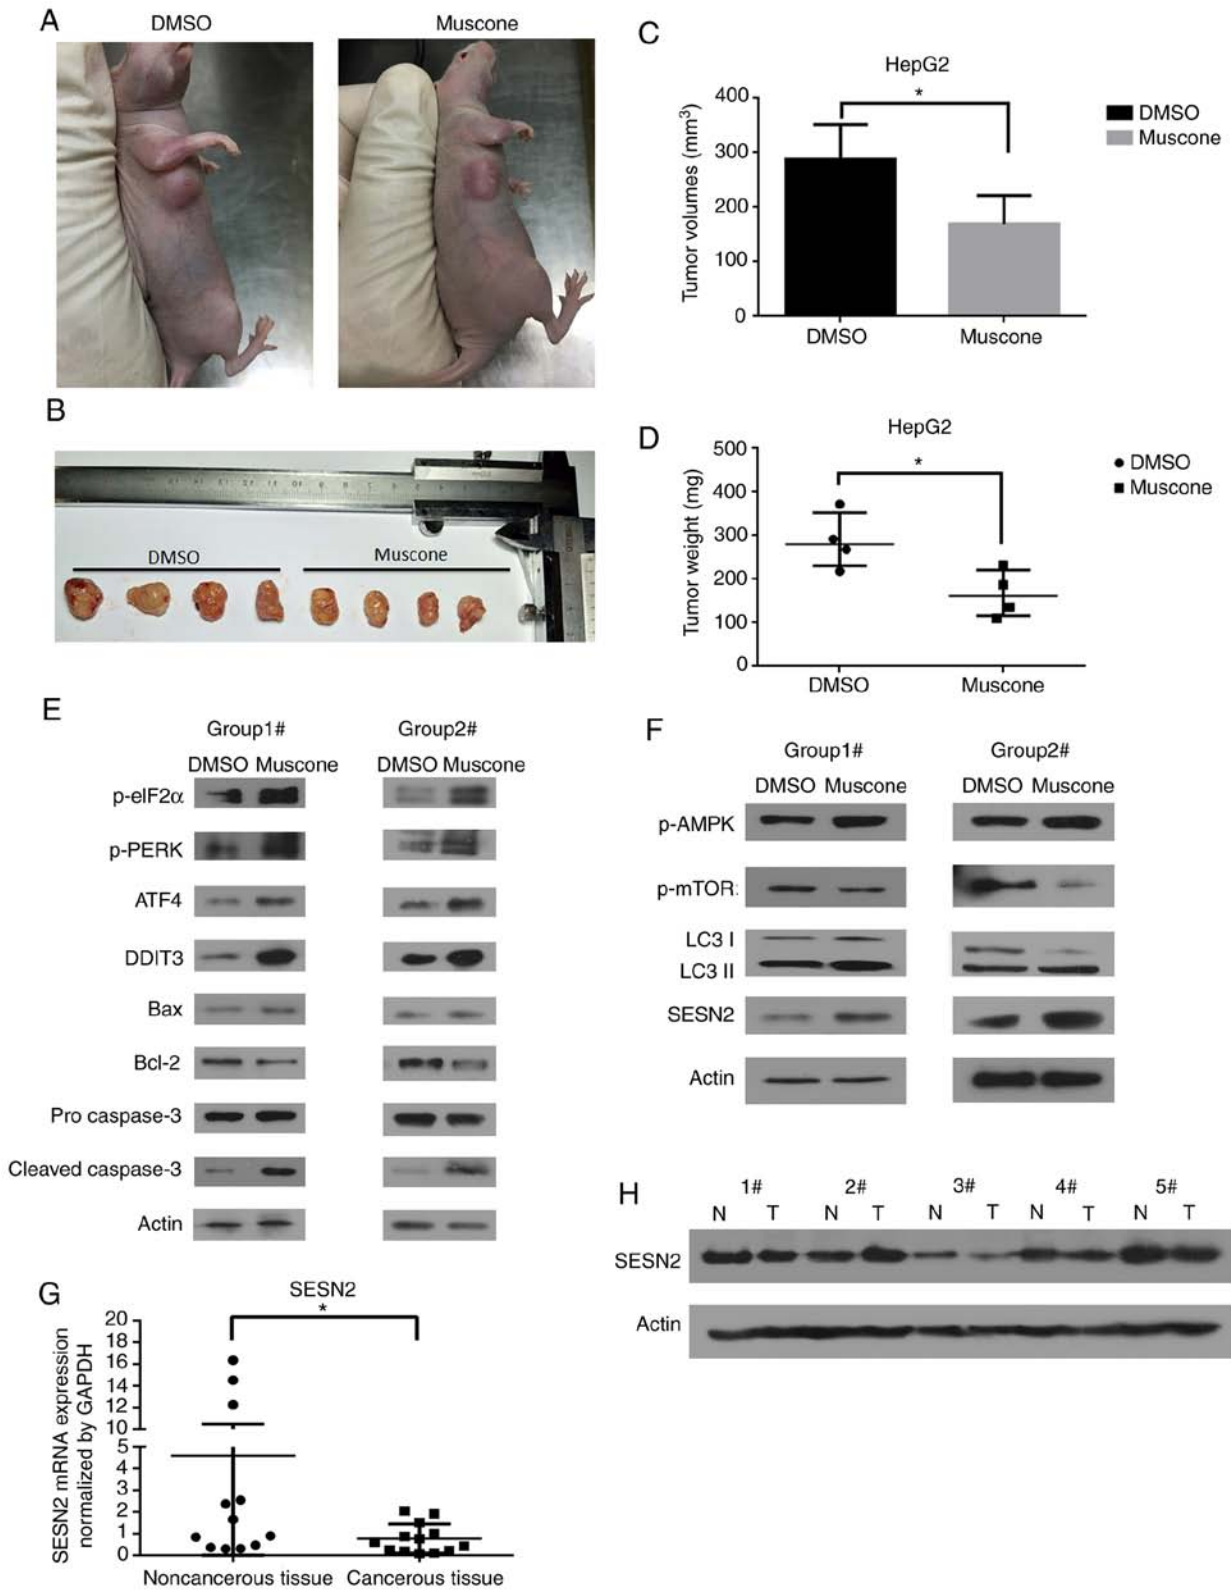 A
DMSO
Muscone
B
DMSO
Muscone
C
HepG2
*
Tumor volumes (mm³)
400
300
200
100
0
DMSO
Muscone
DMSO
Muscone
D
HepG2
*
Tumor weight (mg)
500
400
300
200
100
0
DMSO
Muscone
DMSO
Muscone
E
Group1#
Group2#
DMSO Muscone
DMSO Muscone
p-eIF2α
p-PERK
ATF4
DDIT3
Bax
Bcl-2
Pro caspase-3
Cleaved caspase-3
Actin
F
Group1#
Group2#
DMSO Muscone
DMSO Muscone
p-AMPK
p-mTOR:
LC3 I
LC3 II
SESN2
Actin
G
SESN2
*
SESN2 mRNA expression
normalized by GAPDH
20
18
16
14
12
10
5
4
3
2
1
0
Noncancerous tissue
Cancerous tissue
H
1# 2# 3# 4# 5#
N T N T N T N T N T
SESN2
Actin